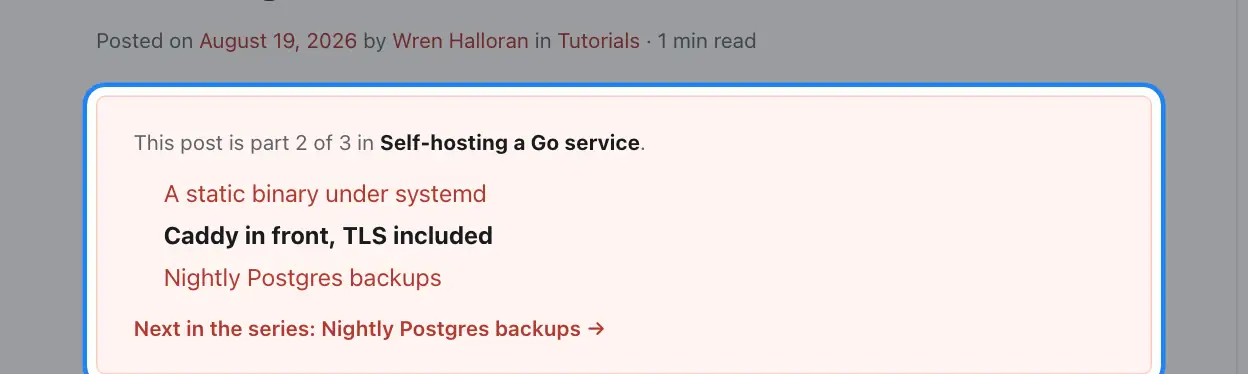 Posted on August 19, 2026 by Wren Halloran in Tutorials · 1 min read
This post is part 2 of 3 in Self-hosting a Go service.
A static binary under systemd
Caddy in front, TLS included
Nightly Postgres backups
Next in the series: Nightly Postgres backups →